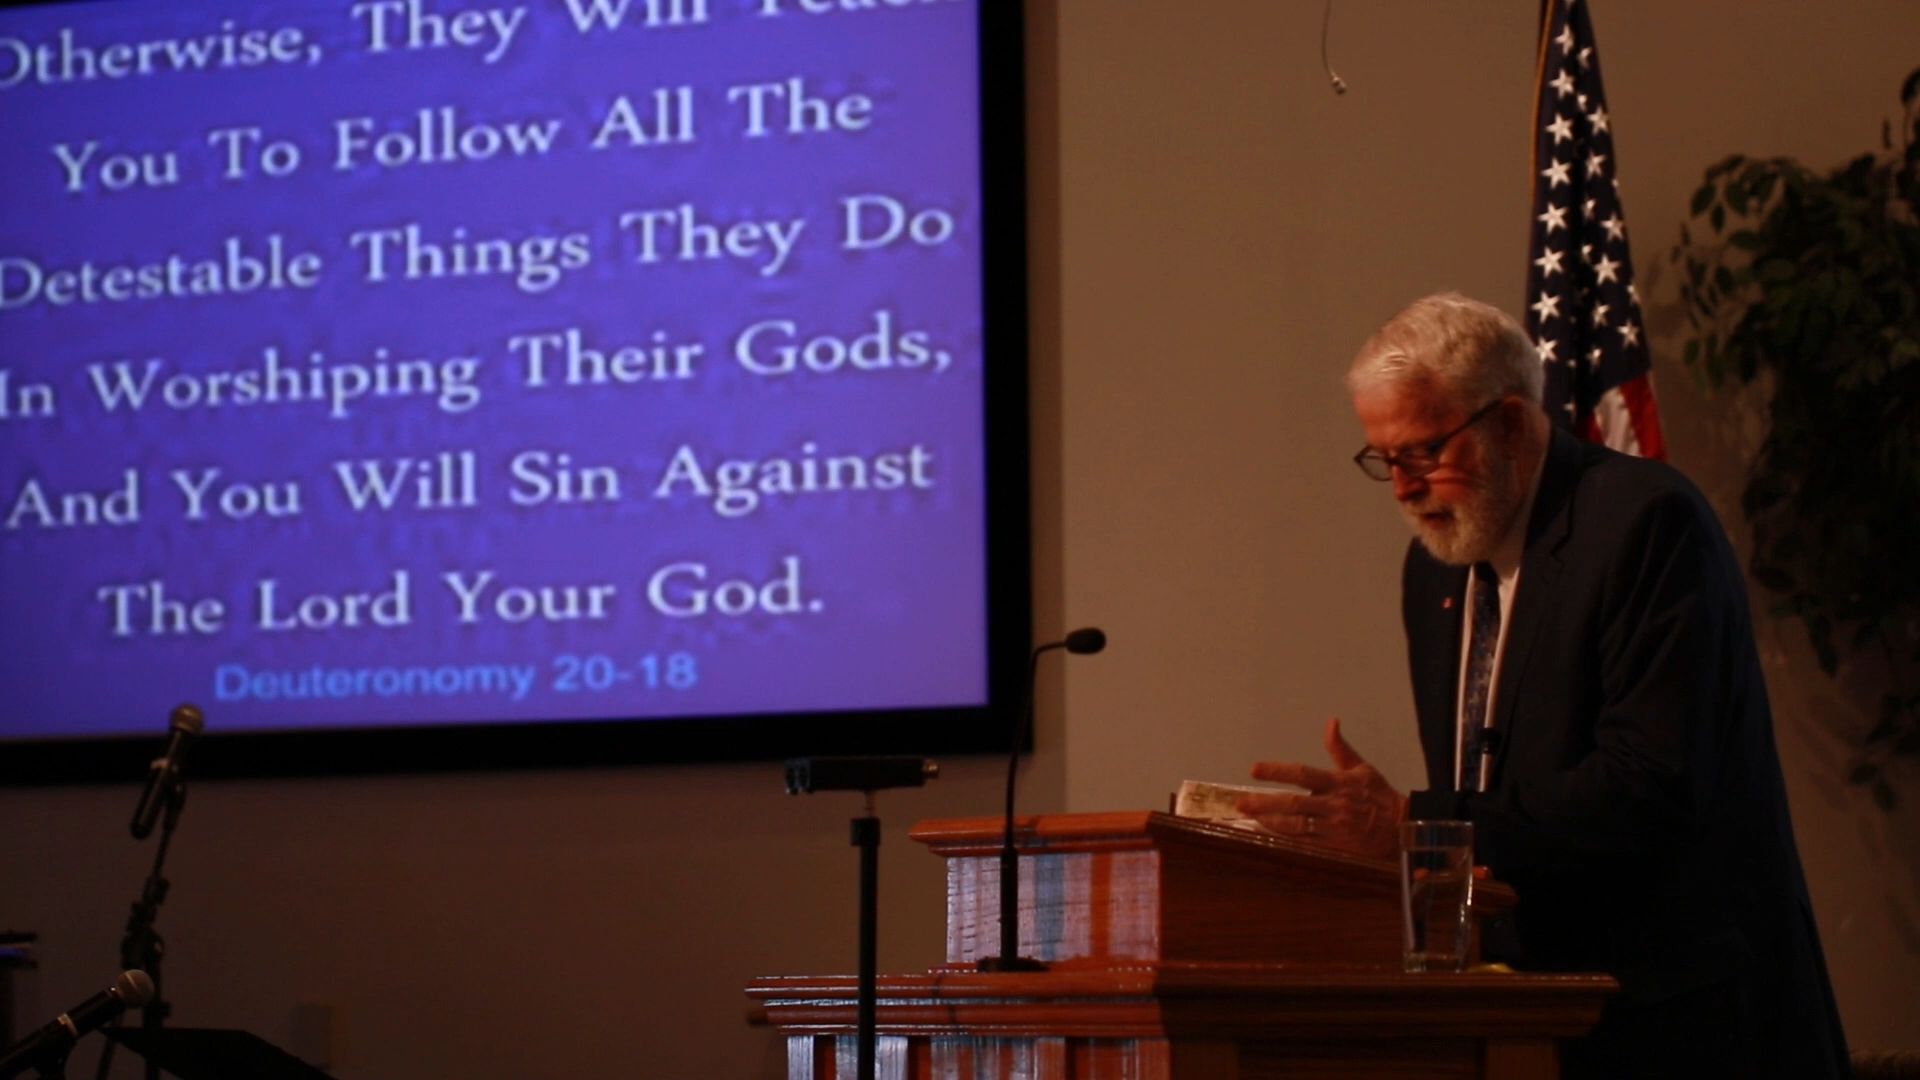 Otherwise, They Will Teach
You To Follow All The
Detestable Things They Do
In Worshiping Their Gods,
And You Will Sin Against
The Lord Your God.
Deuteronomy 20-18